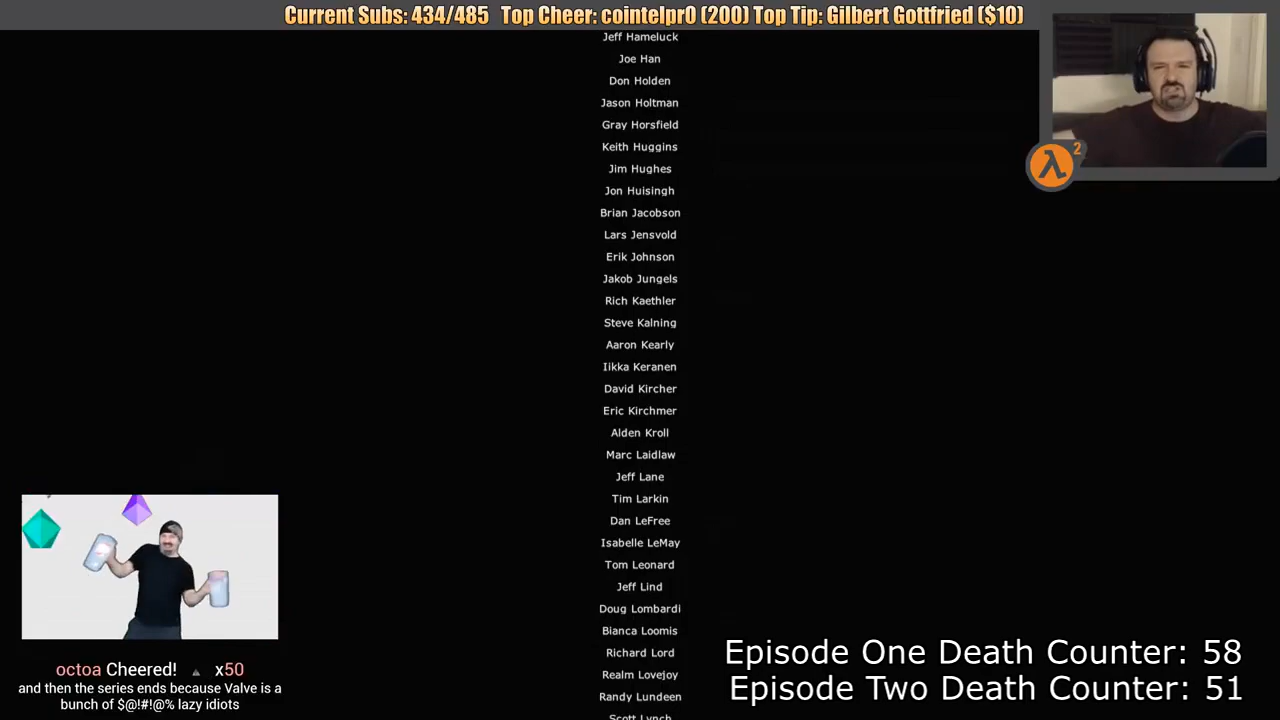 Current Subs: 434/485 Top Cheer: cointelpr0 (200) Top Tip: Gilbert Gottfried ($10)
Jeff Hameluck
Joe Han
Don Holden
Jason Holtman
Gray Horsfield
Keith Huggins
Jim Hughes
Jon Huisingh
Brian Jacobson
Lars Jensvold
Erik Johnson
Jakob Jungels
Rich Kaethler
Steve Kalning
Aaron Kearly
Iikka Keranen
David Kircher
Eric Kirchmer
Alden Kroll
Marc Laidlaw
Jeff Lane
Tim Larkin
Dan LeFree
Isabelle LeMay
Tom Leonard
Jeff Lind
Doug Lombardi
Bianca Loomis
Richard Lord
Realm Lovejoy
Randy Lundeen
Scott Lynch
λ2
octoa Cheered! x50
and then the series ends because Valve is a
bunch of $@!#!@% lazy idiots
Episode One Death Counter: 58
Episode Two Death Counter: 51